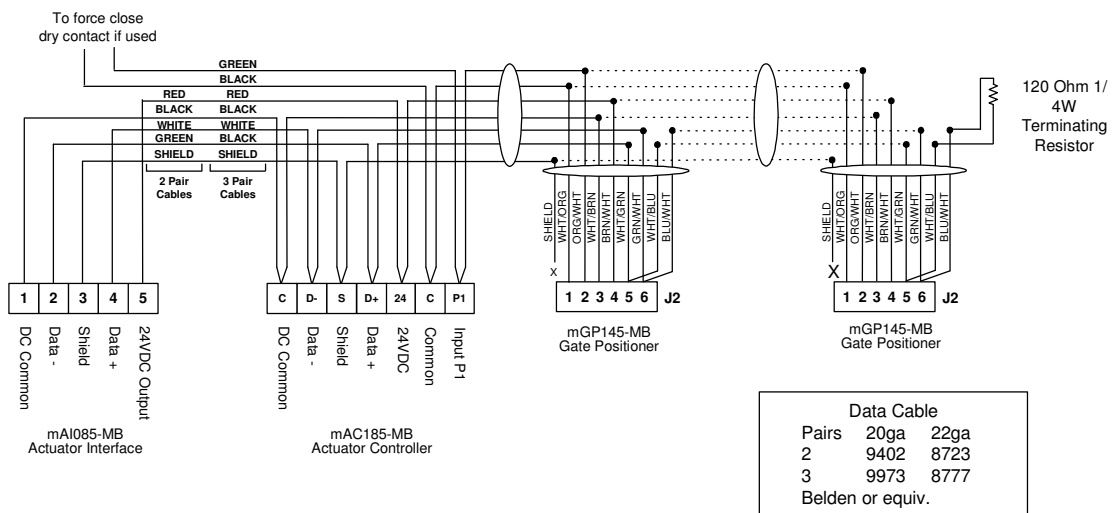 To force close
dry contact if used
GREEN
BLACK
RED RED
BLACK BLACK
WHITE WHITE
GREEN BLACK
SHIELD SHIELD
2 Pair
Cables
3 Pair
Cables
120 Ohm 1/
4W
Terminating
Resistor
SHIELD
WHT/ORG
ORG/WHT
WHT/BRN
BRN/WHT
WHT/GRN
GRN/WHT
WHT/BLU
BLU/WHT
X
1 2 3 4 5 6 J2
mGP145-MB
Gate Positioner
SHIELD
WHT/ORG
ORG/WHT
WHT/BRN
BRN/WHT
WHT/GRN
GRN/WHT
WHT/BLU
BLU/WHT
X
1 2 3 4 5 6 J2
mGP145-MB
Gate Positioner
1 2 3 4 5
DC Common
Data -
Shield
Data +
24VDC Output
mAI085-MB
Actuator Interface
C D- S D+ 24 C P1
DC Common
Data -
Shield
Data +
24VDC
Common
Input P1
mAC185-MB
Actuator Controller
Data Cable
Pairs 20ga 22ga
2 9402 8723
3 9973 8777
Belden or equiv.